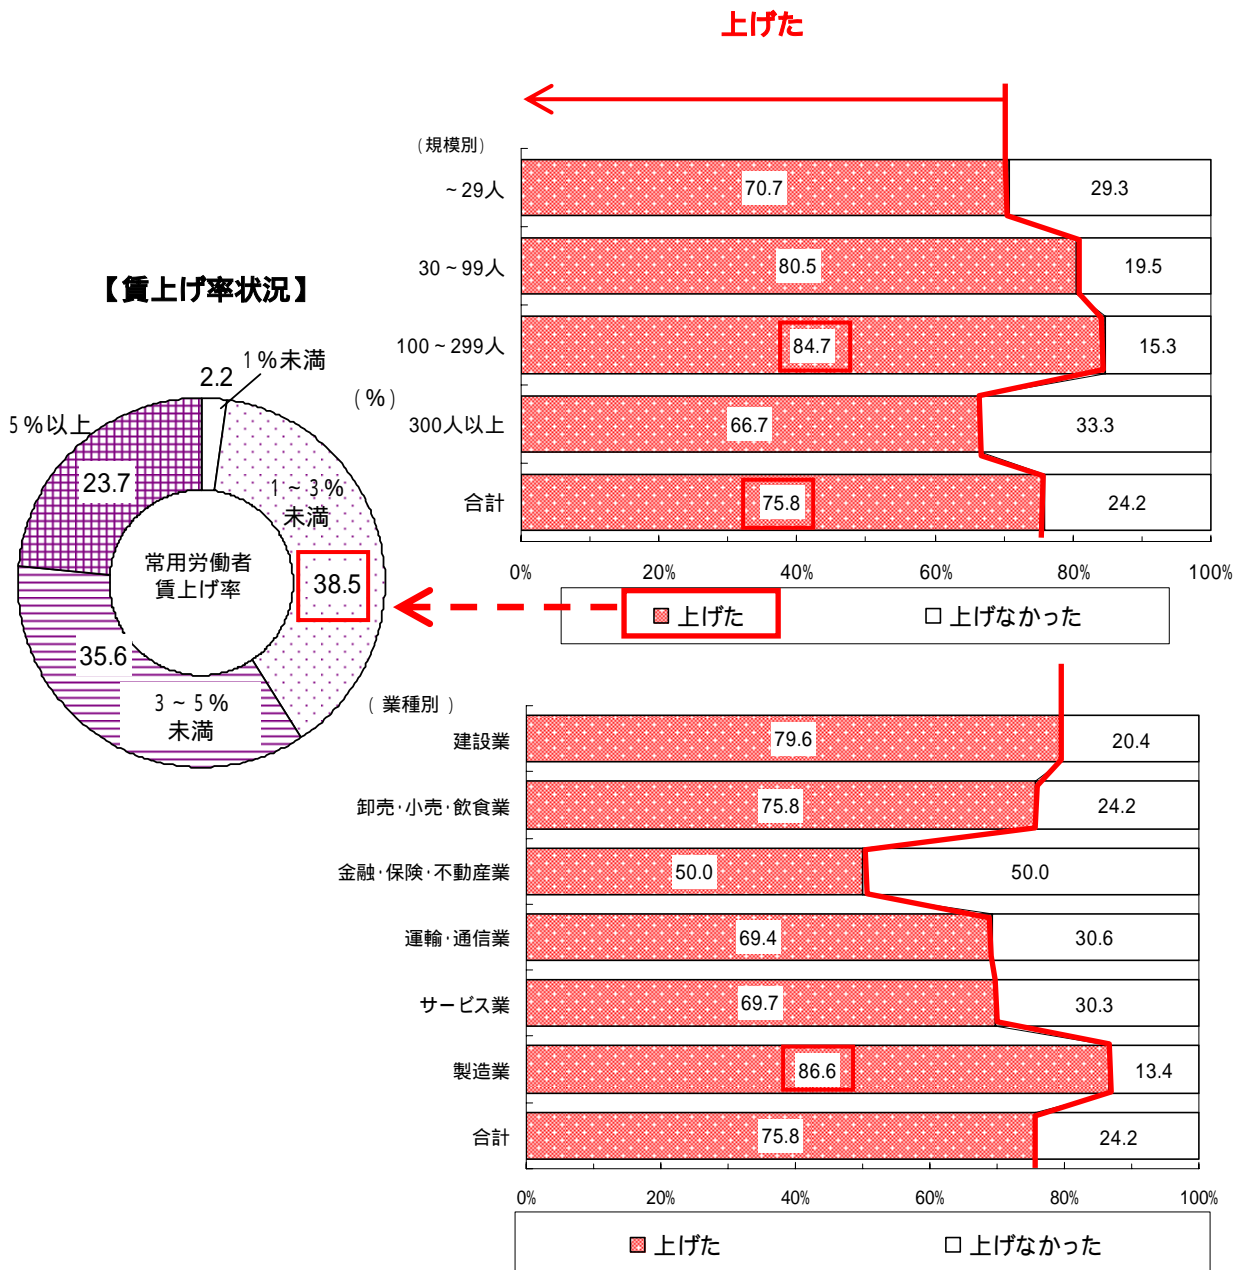 上げた
(規模別)
~29人
70.7
29.3
30~99人
80.5
19.5
100~299人
84.7
15.3
300人以上
66.7
33.3
合計
75.8
24.2
0%
20%
40%
60%
80%
100%
上げた
上げなかった
【賃上げ率状況】
(%)
2.2
1%未満
5%以上
23.7
1~3%
未満
38.5
常用労働者
賃上げ率
35.6
3~5%
未満
(業種別)
建設業
79.6
20.4
卸売・小売・飲食業
75.8
24.2
金融・保険・不動産業
50.0
50.0
運輸・通信業
69.4
30.6
サービス業
69.7
30.3
製造業
86.6
13.4
合計
75.8
24.2
0%
20%
40%
60%
80%
100%
上げた
上げなかった